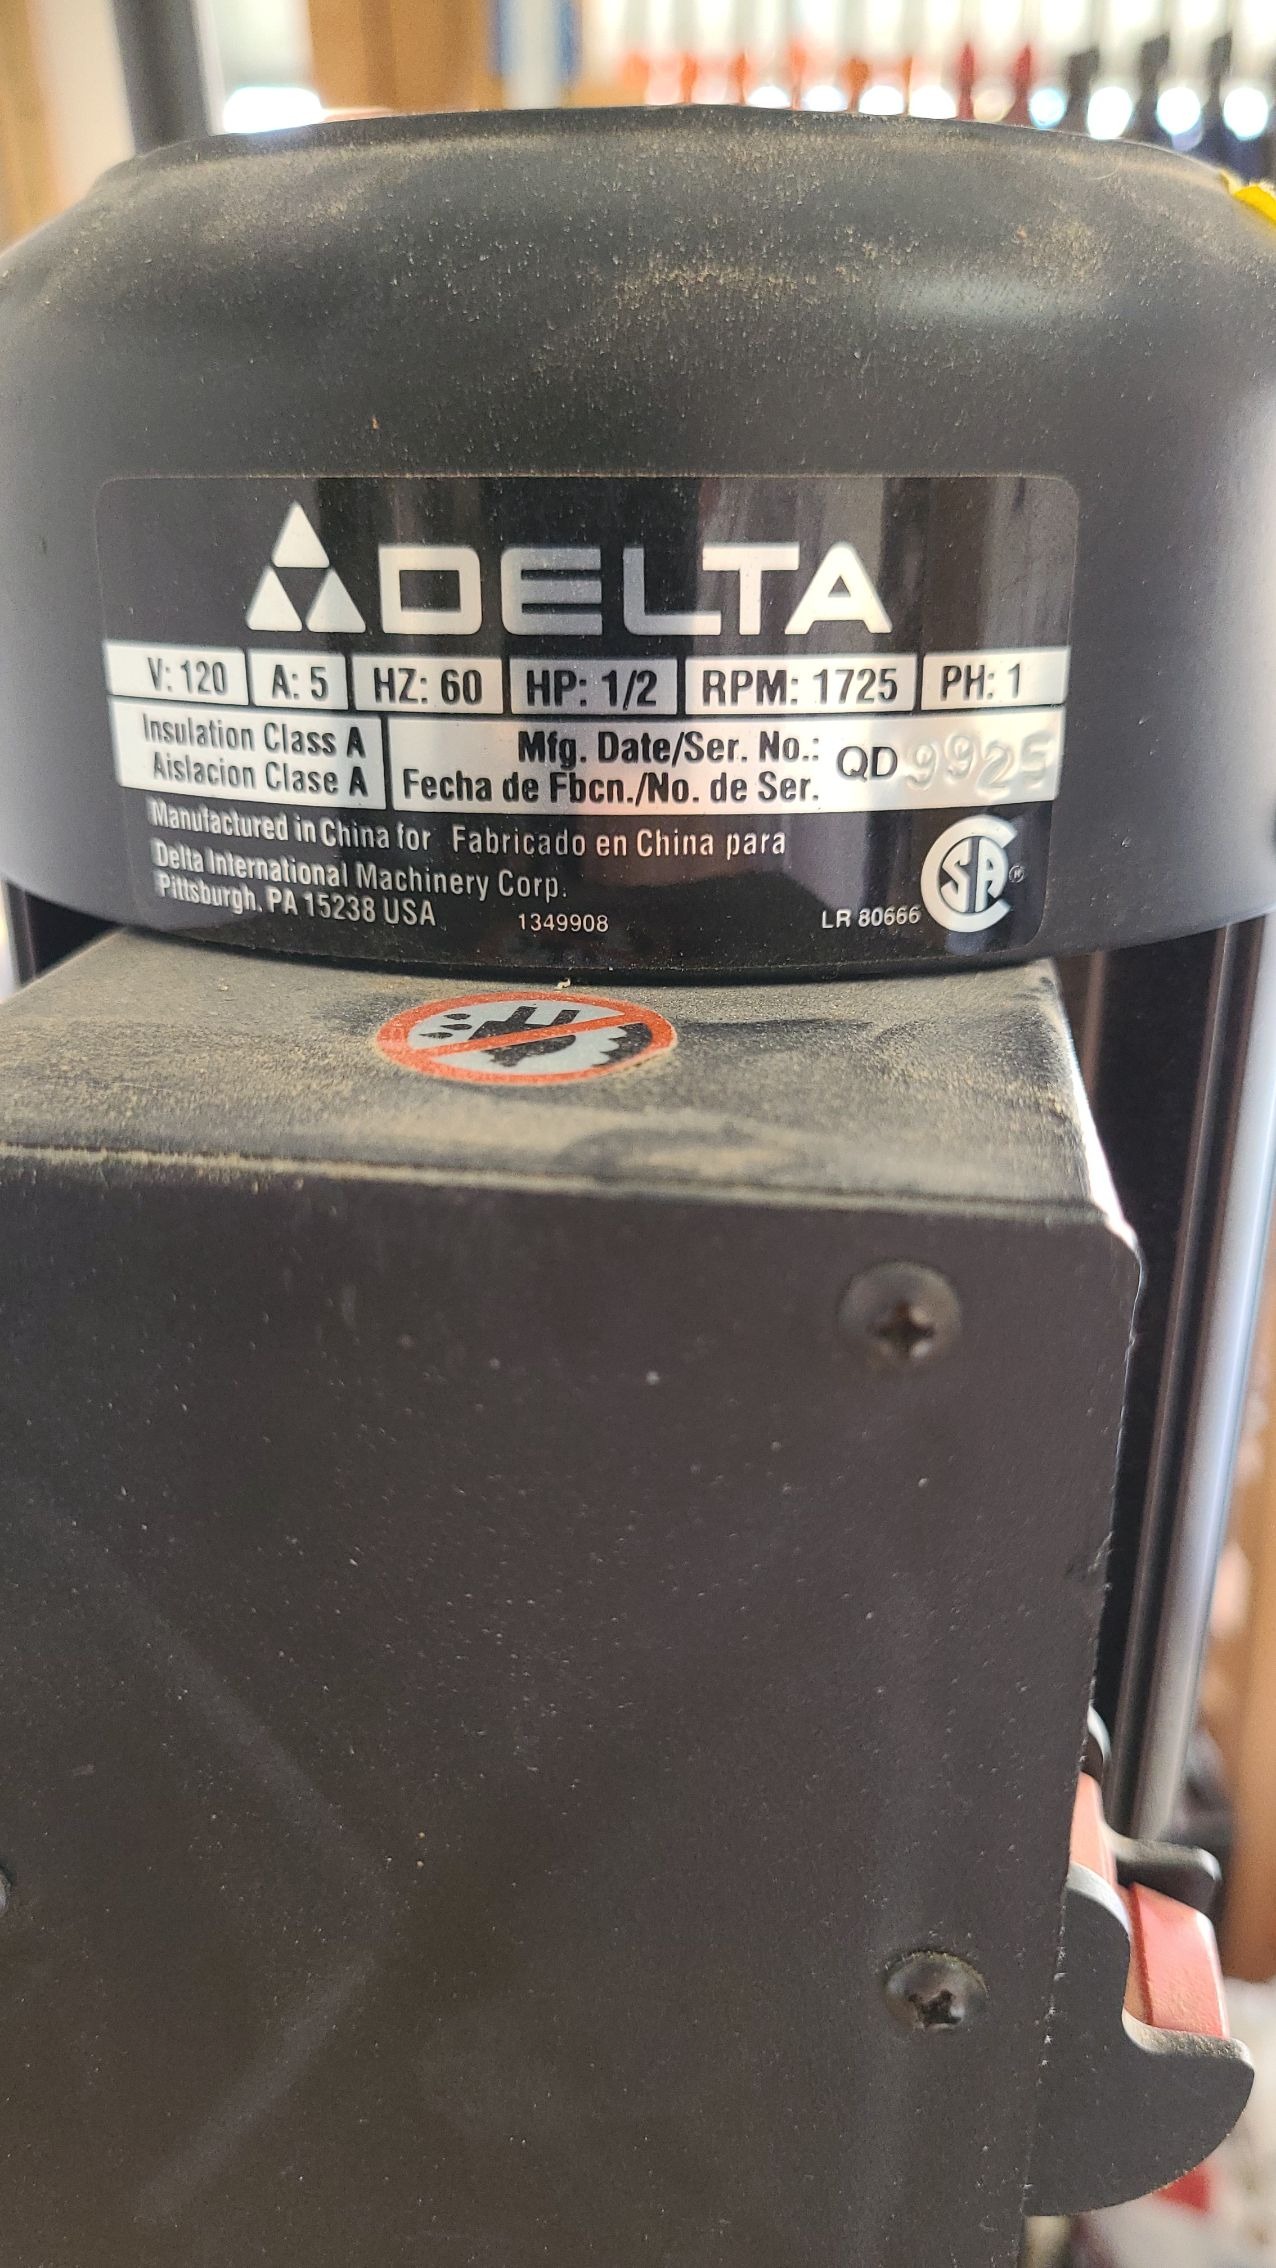 DELTA
V: 120 A: 5 HZ: 60 HP: 1/2 RPM: 1725 PH: 1
Insulation Class A
Aislacion Clase A
Mfg. Date/Ser. No.:
Fecha de Fbcn./No. de Ser.
QD 9925
Manufactured in China for Fabricado en China para
Delta International Machinery Corp.
Pittsburgh, PA 15238 USA
1349908
LR 80666
CSA ®